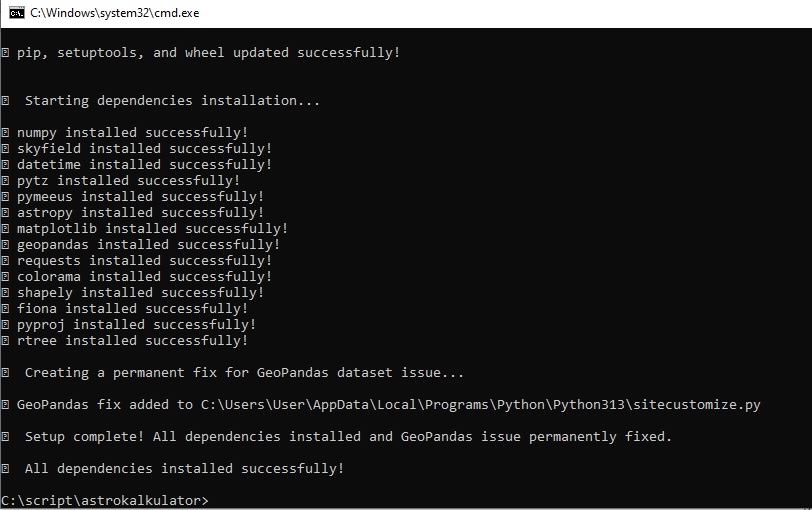 C:\Windows\system32\cmd.exe
pip, setuptools, and wheel updated successfully!
Starting dependencies installation...
numpy installed successfully!
skyfield installed successfully!
datetime installed successfully!
pytz installed successfully!
pymeeus installed successfully!
astropy installed successfully!
matplotlib installed successfully!
geopandas installed successfully!
requests installed successfully!
colorama installed successfully!
shapely installed successfully!
fiona installed successfully!
pyproj installed successfully!
rtree installed successfully!
Creating a permanent fix for GeoPandas dataset issue...
GeoPandas fix added to C:\Users\User\AppData\Local\Programs\Python\Python313\sitecustomize.py
Setup complete! All dependencies installed and GeoPandas issue permanently fixed.
All dependencies installed successfully!
C:\script\astrokalkulator>